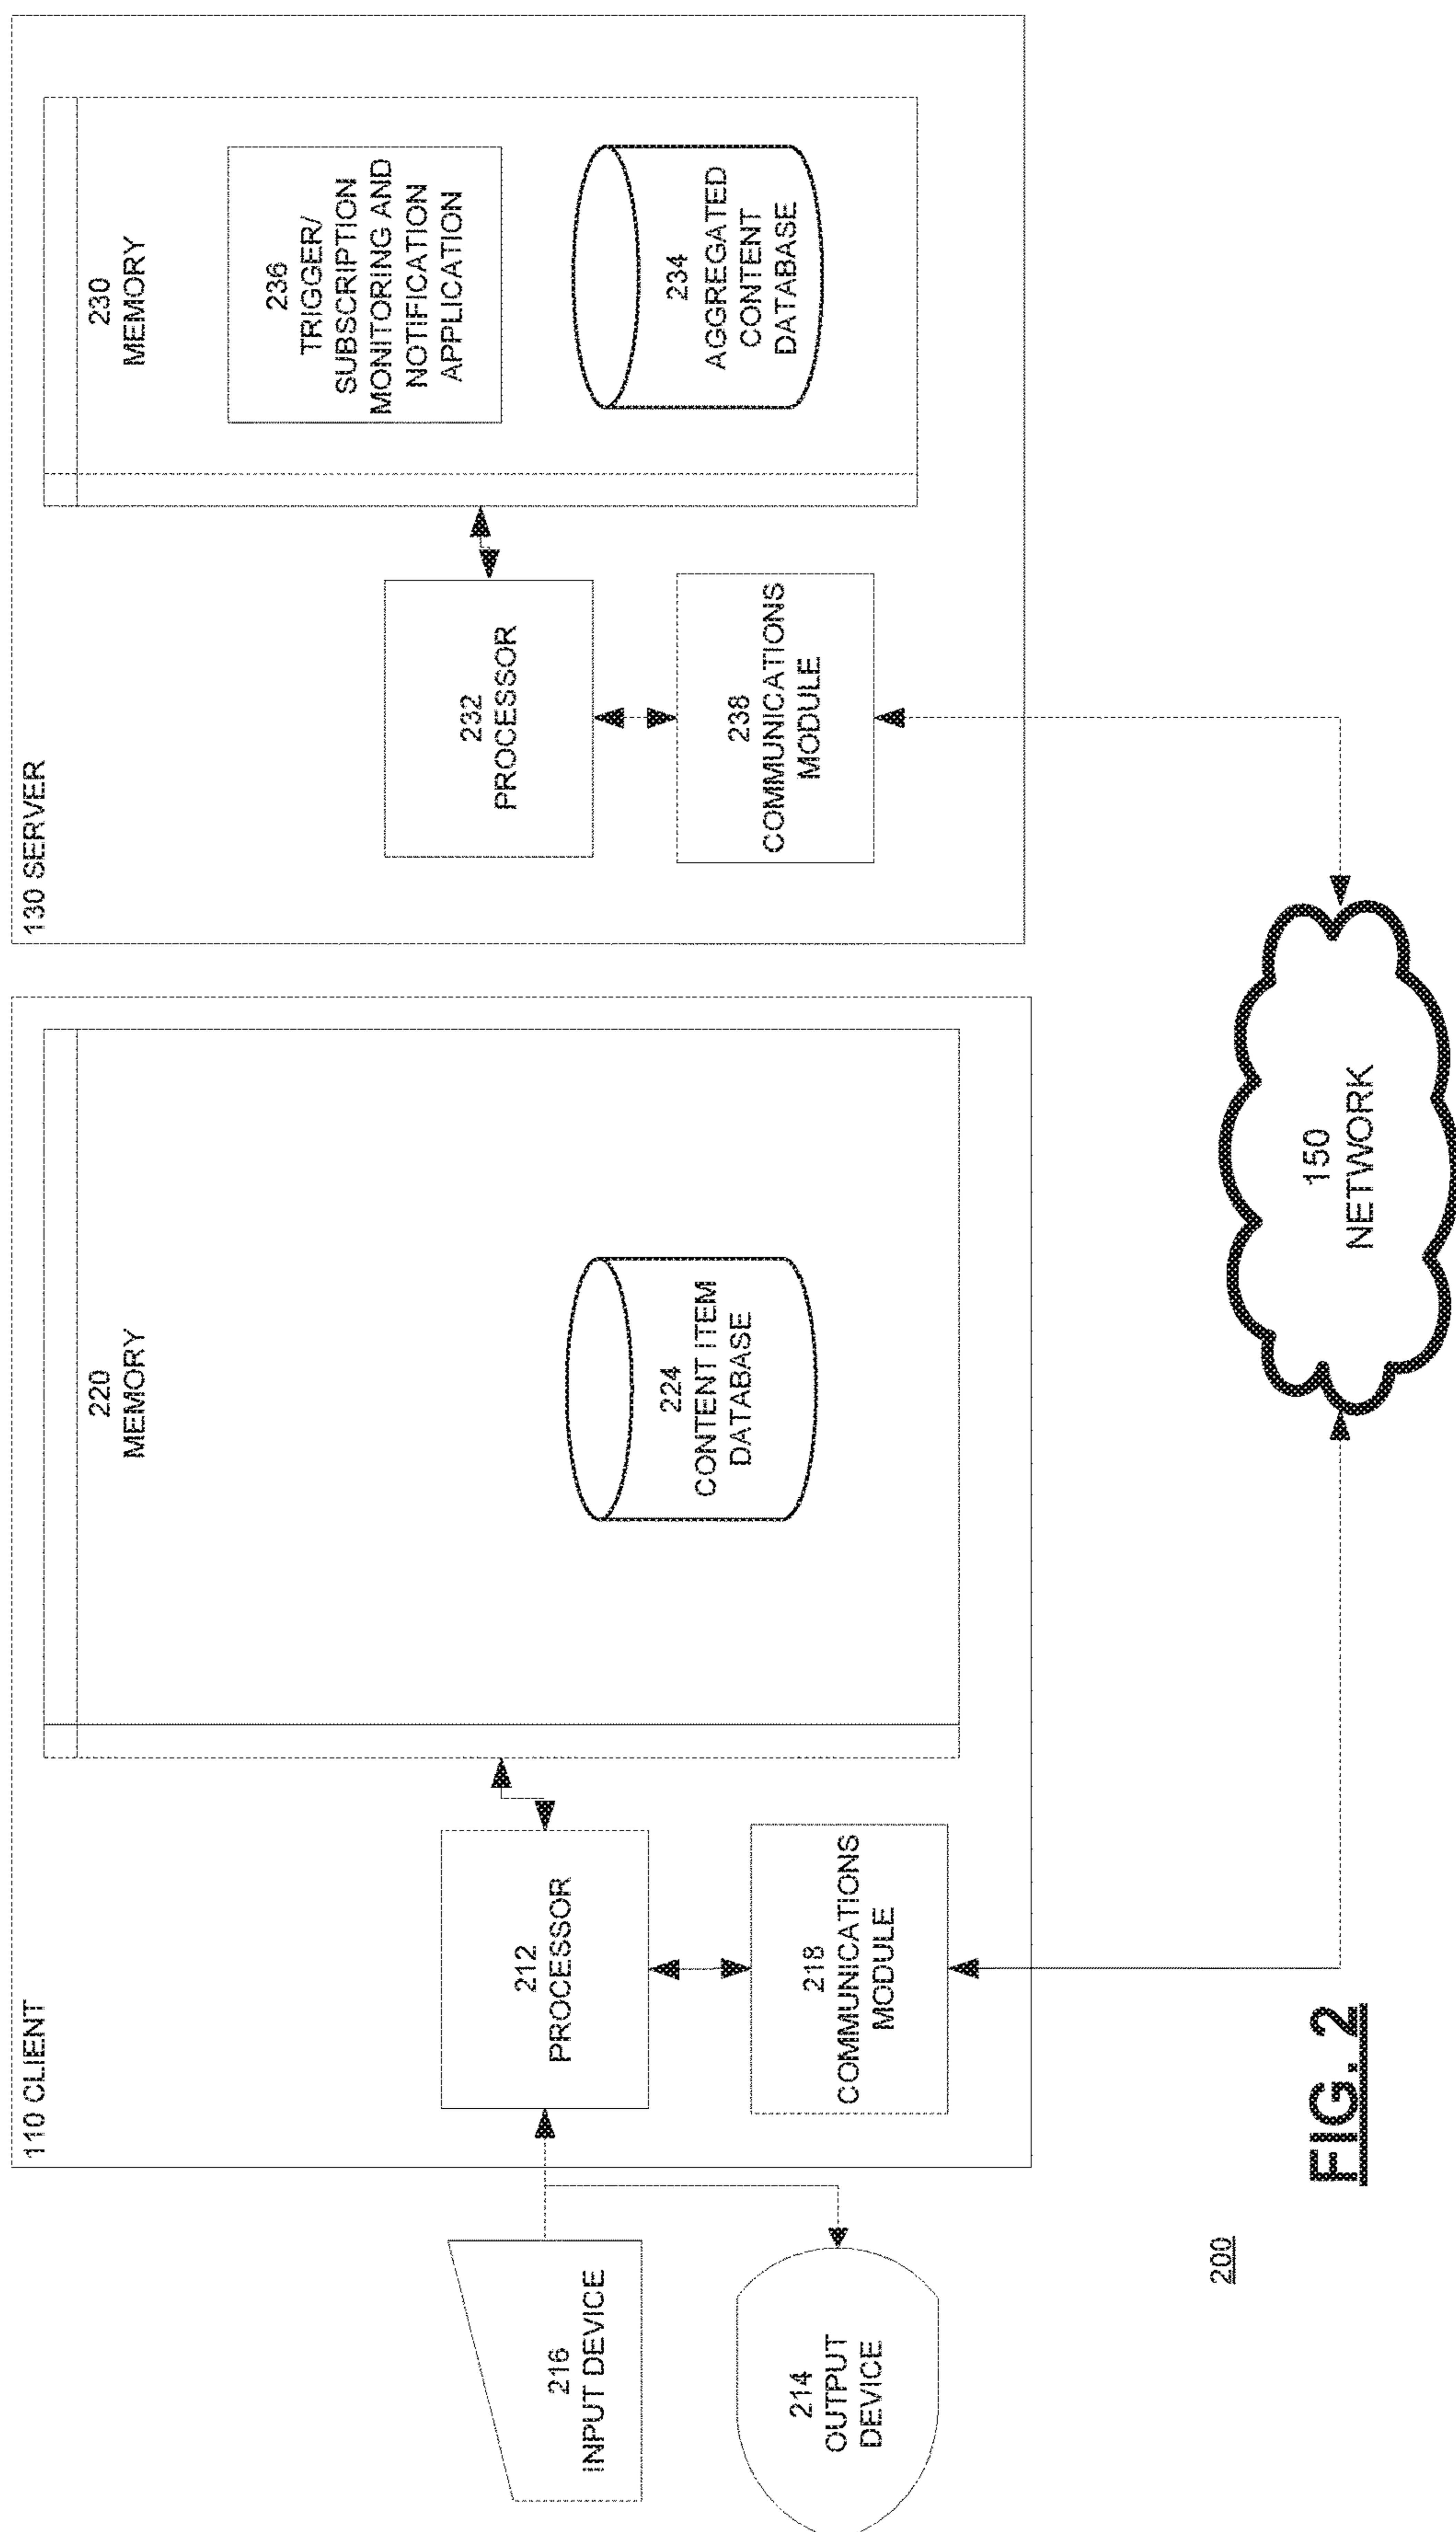 110 CLIENT
216
INPUT DEVICE
214
OUTPUT
DEVICE
212
PROCESSOR
218
COMMUNICATIONS
MODULE
220
MEMORY
224
CONTENT ITEM
DATABASE
130 SERVER
232
PROCESSOR
238
COMMUNICATIONS
MODULE
230
MEMORY
236
TRIGGER/
SUBSCRIPTION
MONITORING AND
NOTIFICATION
APPLICATION
234
AGGREGATED
CONTENT
DATABASE
150
NETWORK
200
FIG. 2